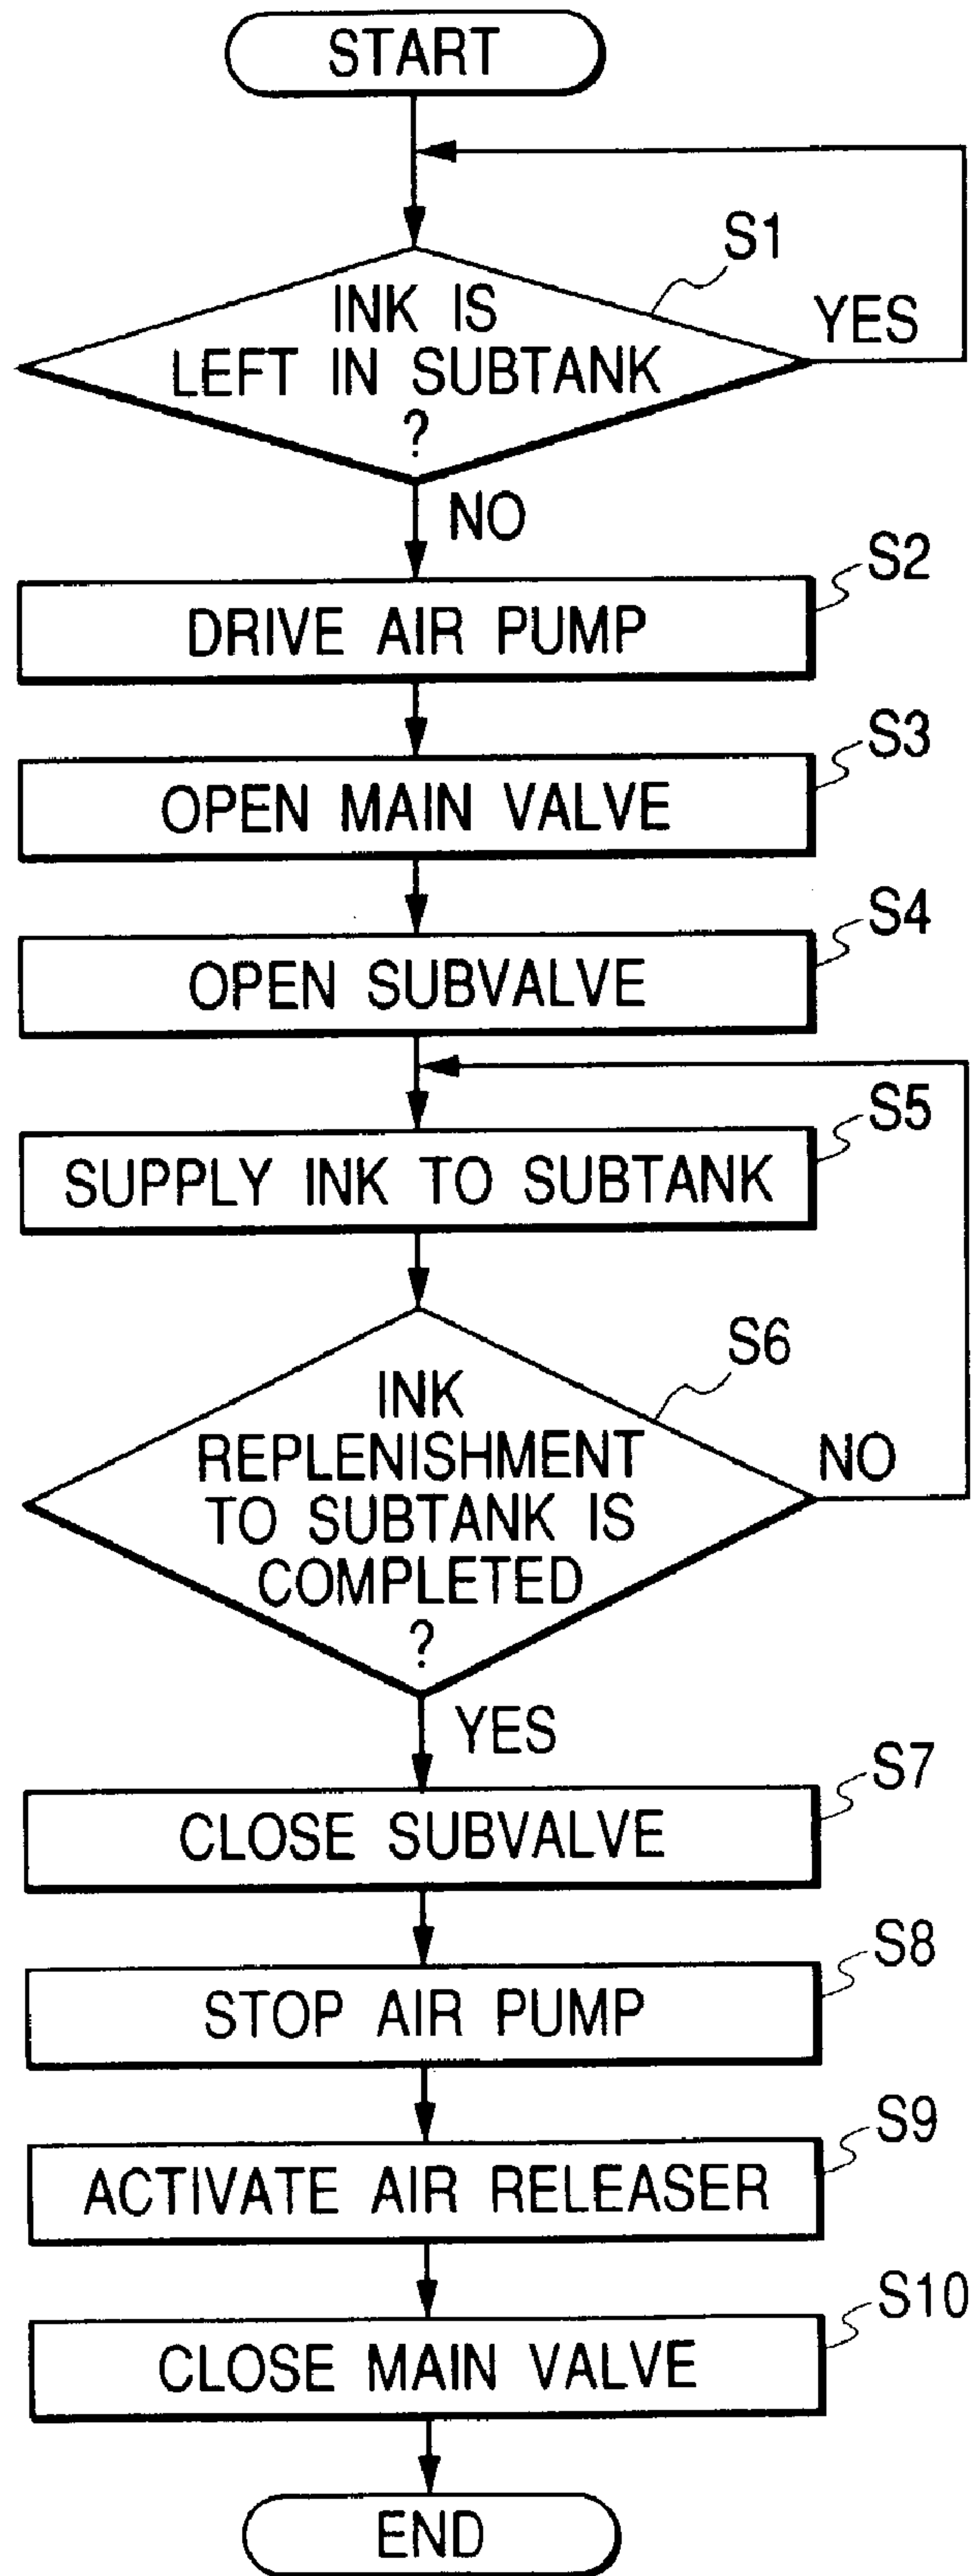 START
S1
INK IS
LEFT IN SUBTANK
?
YES
NO
S2
DRIVE AIR PUMP
S3
OPEN MAIN VALVE
S4
OPEN SUBVALVE
S5
SUPPLY INK TO SUBTANK
S6
INK
REPLENISHMENT
TO SUBTANK IS
COMPLETED
?
NO
YES
S7
CLOSE SUBVALVE
S8
STOP AIR PUMP
S9
ACTIVATE AIR RELEASER
S10
CLOSE MAIN VALVE
END